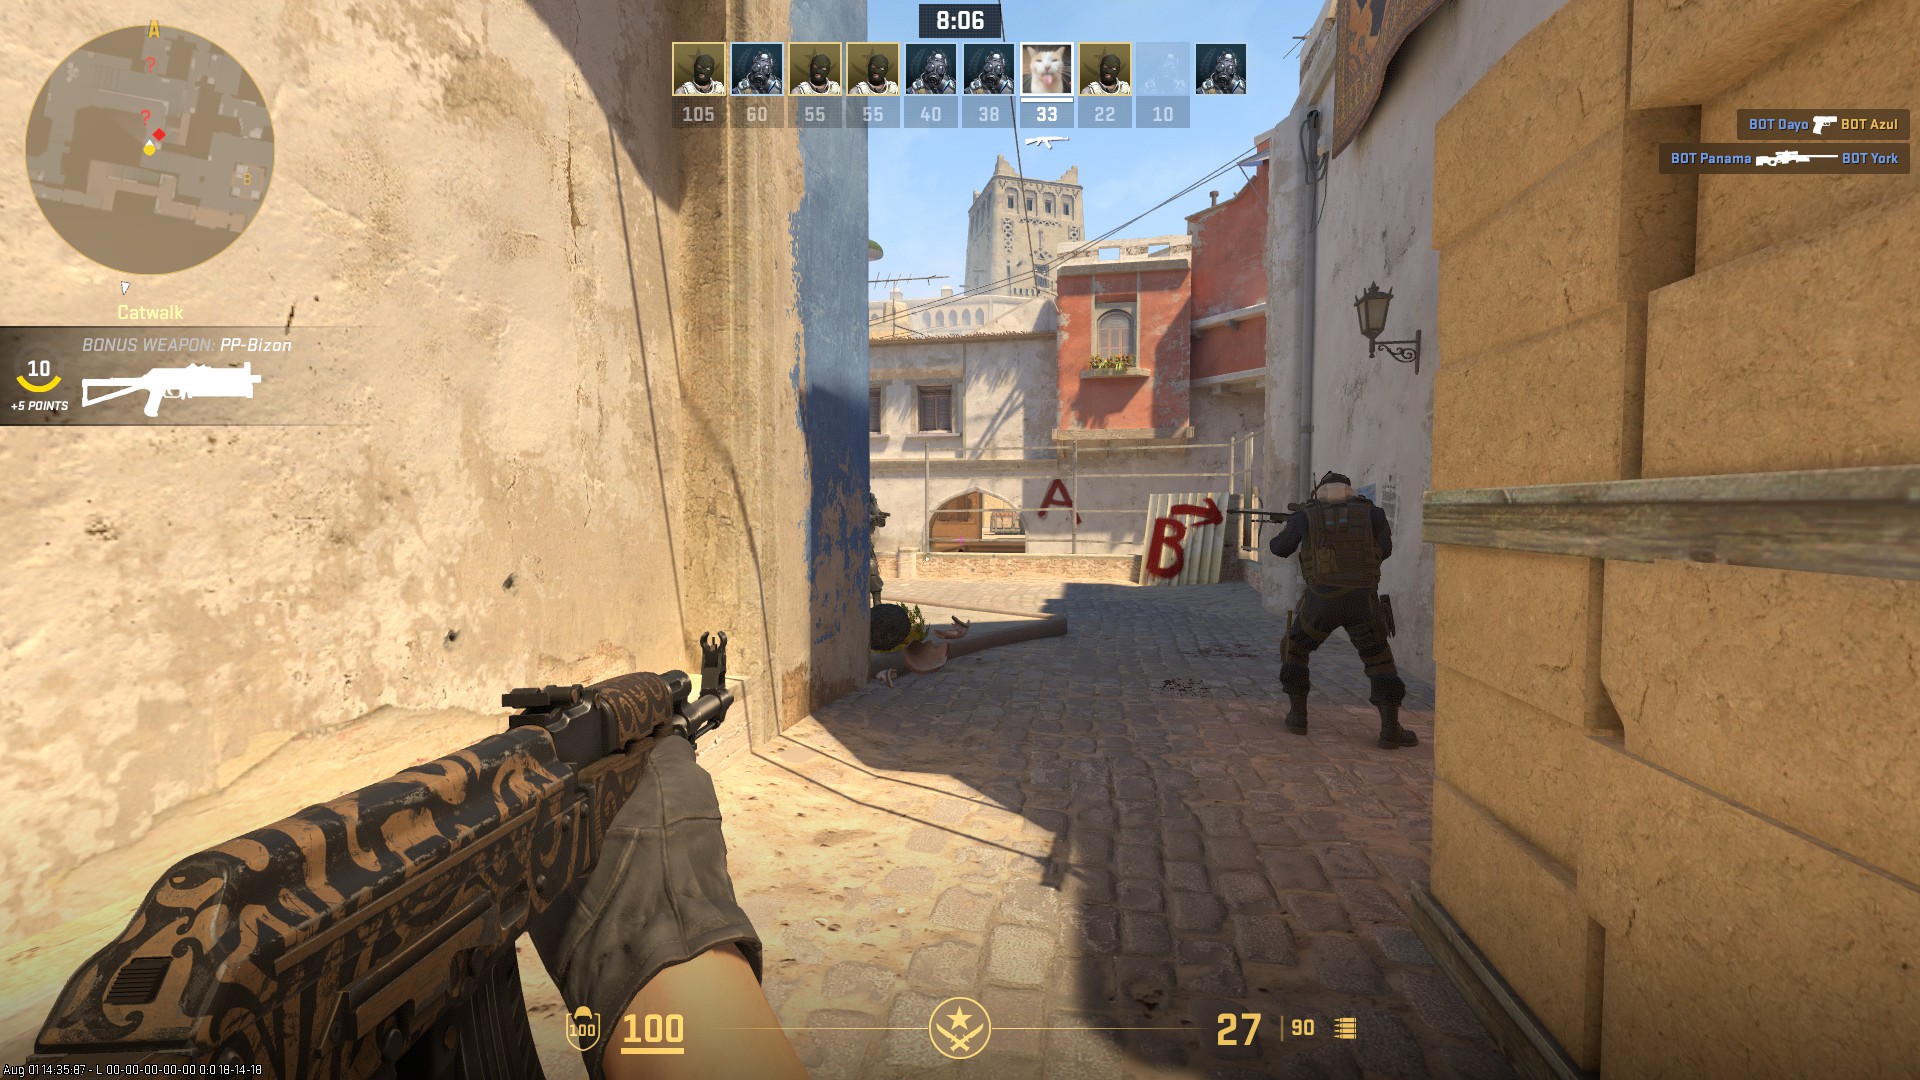 A
8:06
105 60 55 55 40 38 33 22 10
BOT Dayo BOT Azul
BOT Panama BOT York
? 
?
B
Catwalk
BONUS WEAPON: PP-Bizon
10
+5 POINTS
A
B
100
100
27 | 90
Aug 01 14:35:87 - L 00-00-00-00-00 0:0 18-14-18